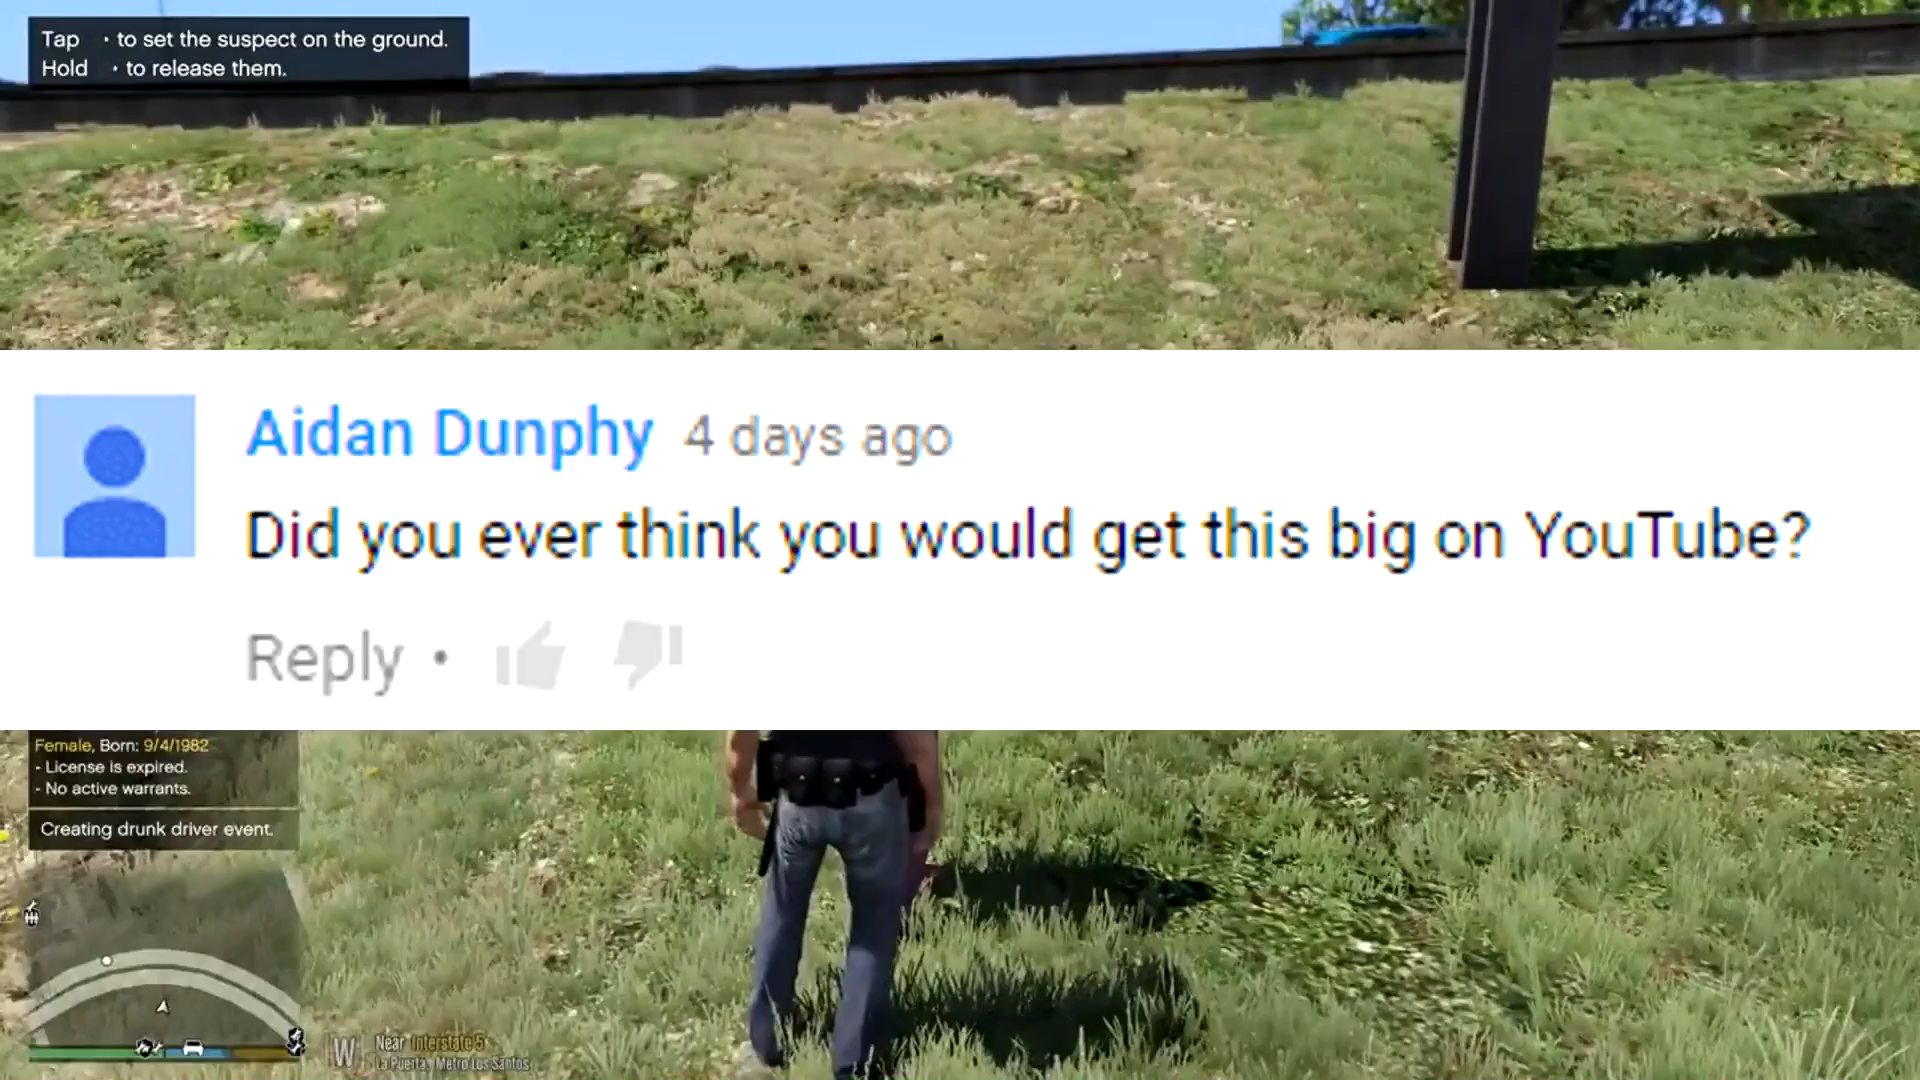 Tap · to set the suspect on the ground.
Hold · to release them.
Aidan Dunphy 4 days ago
Did you ever think you would get this big on YouTube?
Reply •
Female, Born: 9/4/1982
- License is expired.
- No active warrants.
Creating drunk driver event.
W
Near Interstate 5
La Puerta, Metro Los Santos